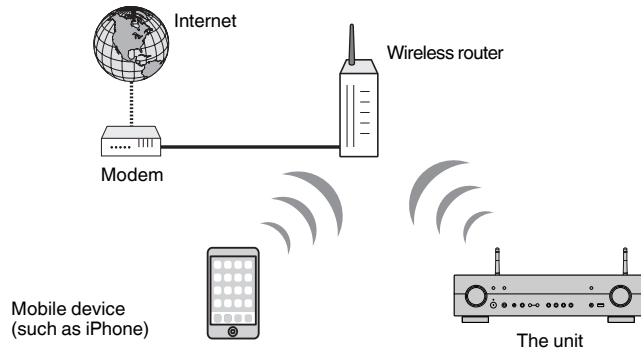 Internet
Wireless router
Modem
Mobile device
(such as iPhone)
The unit